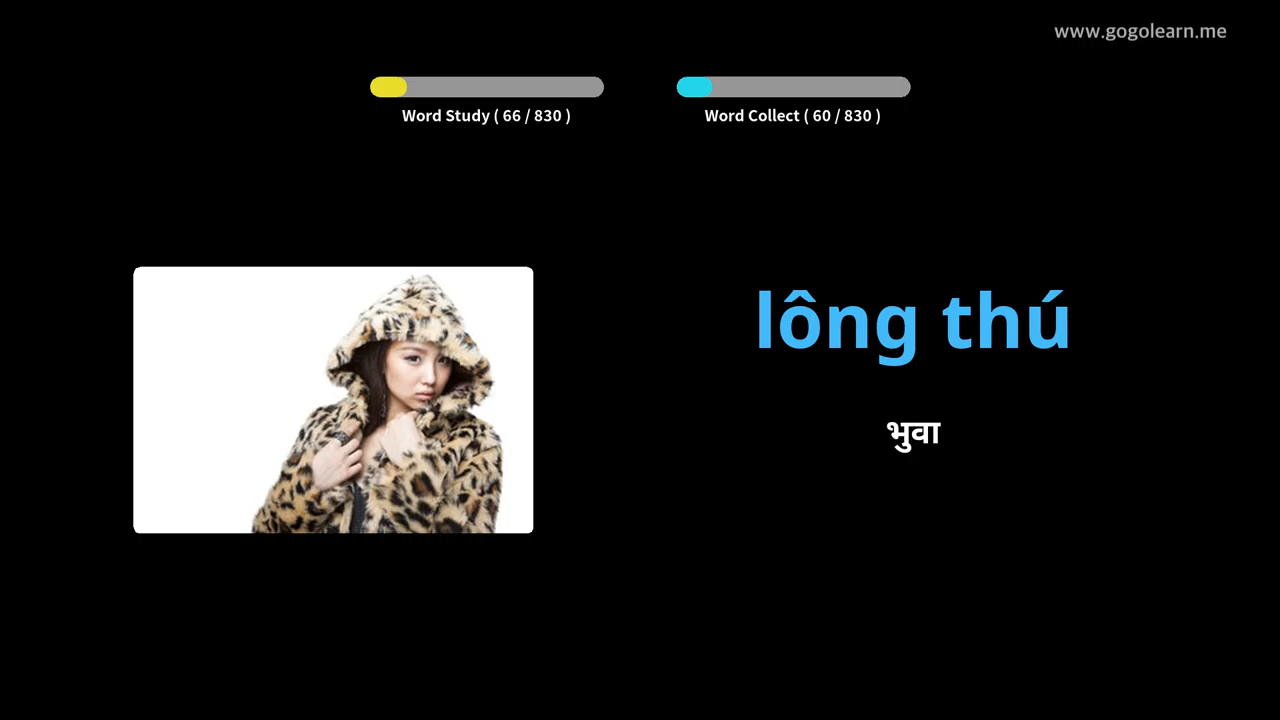 www.gogolearn.me
Word Study ( 66 / 830 )
Word Collect ( 60 / 830 )
lông thú
भुवा